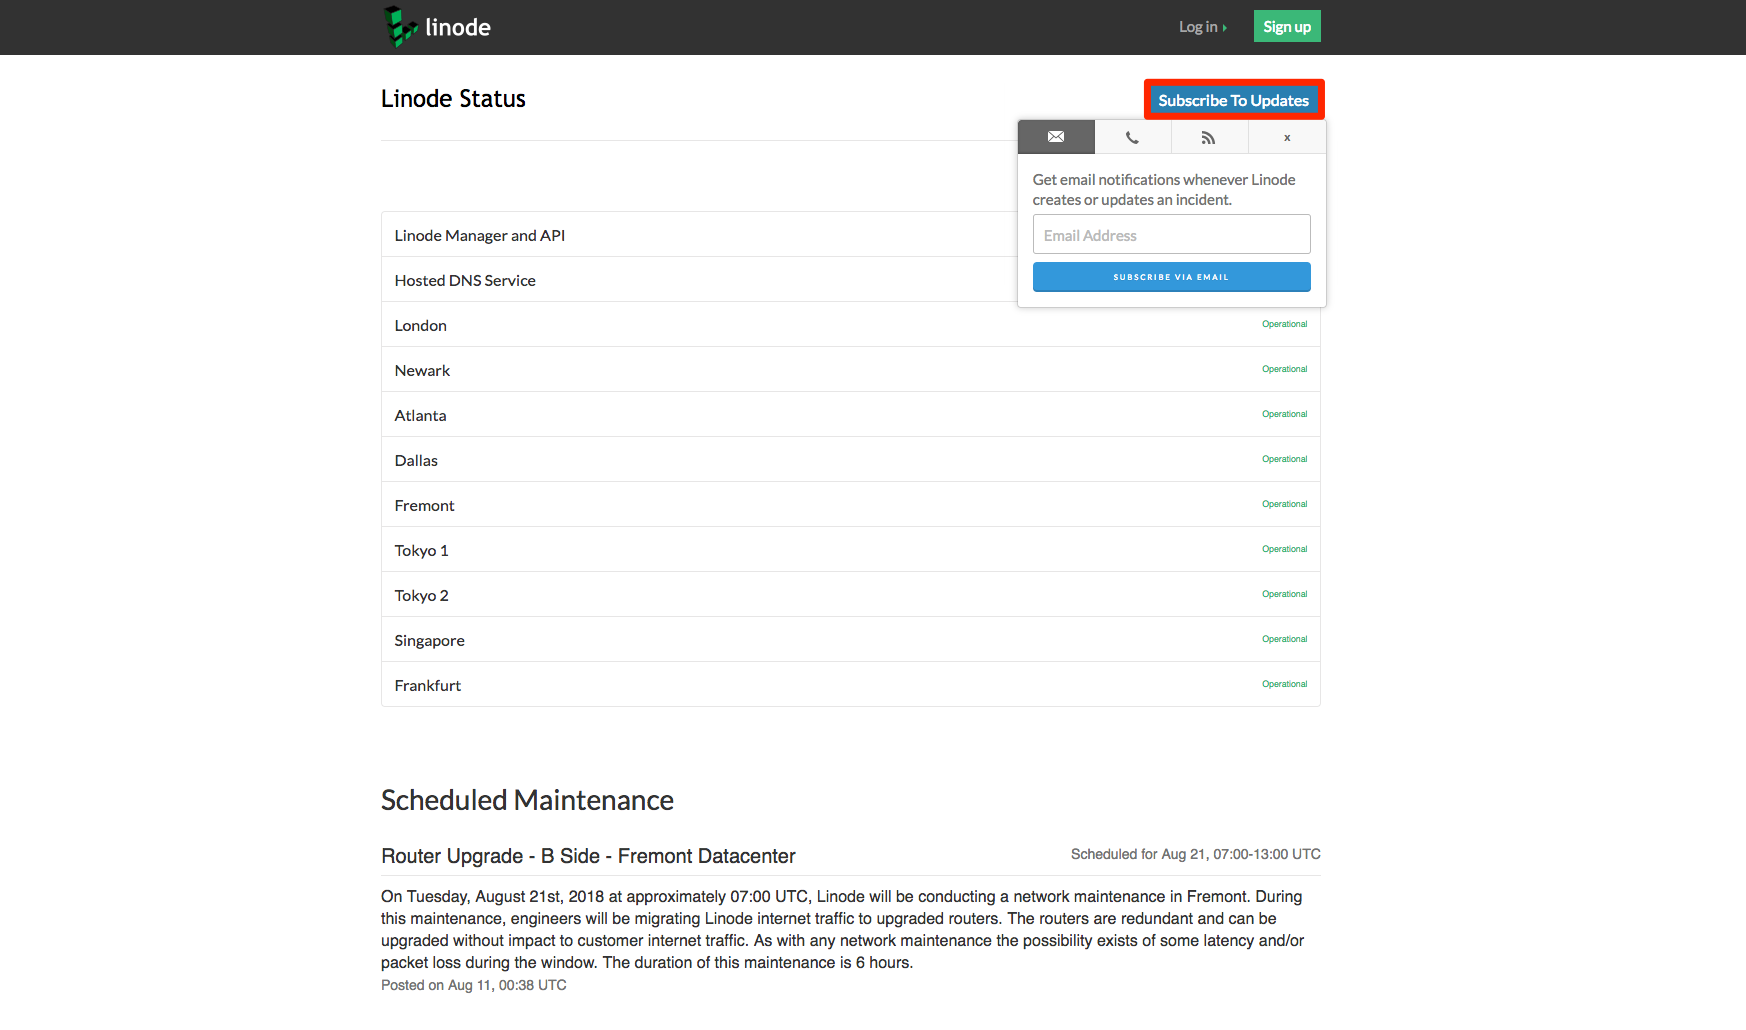 linode
Log in
Sign up
Linode Status
Subscribe To Updates
x
Get email notifications whenever Linode
creates or updates an incident.
Email Address
SUBSCRIBE VIA EMAIL
Linode Manager and API
Hosted DNS Service
London Operational
Newark Operational
Atlanta Operational
Dallas Operational
Fremont Operational
Tokyo 1 Operational
Tokyo 2 Operational
Singapore Operational
Frankfurt Operational
Scheduled Maintenance
Router Upgrade - B Side - Fremont Datacenter Scheduled for Aug 21, 07:00-13:00 UTC
On Tuesday, August 21st, 2018 at approximately 07:00 UTC, Linode will be conducting a network maintenance in Fremont. During
this maintenance, engineers will be migrating Linode internet traffic to upgraded routers. The routers are redundant and can be
upgraded without impact to customer internet traffic. As with any network maintenance the possibility exists of some latency and/or
packet loss during the window. The duration of this maintenance is 6 hours.
Posted on Aug 11, 00:38 UTC